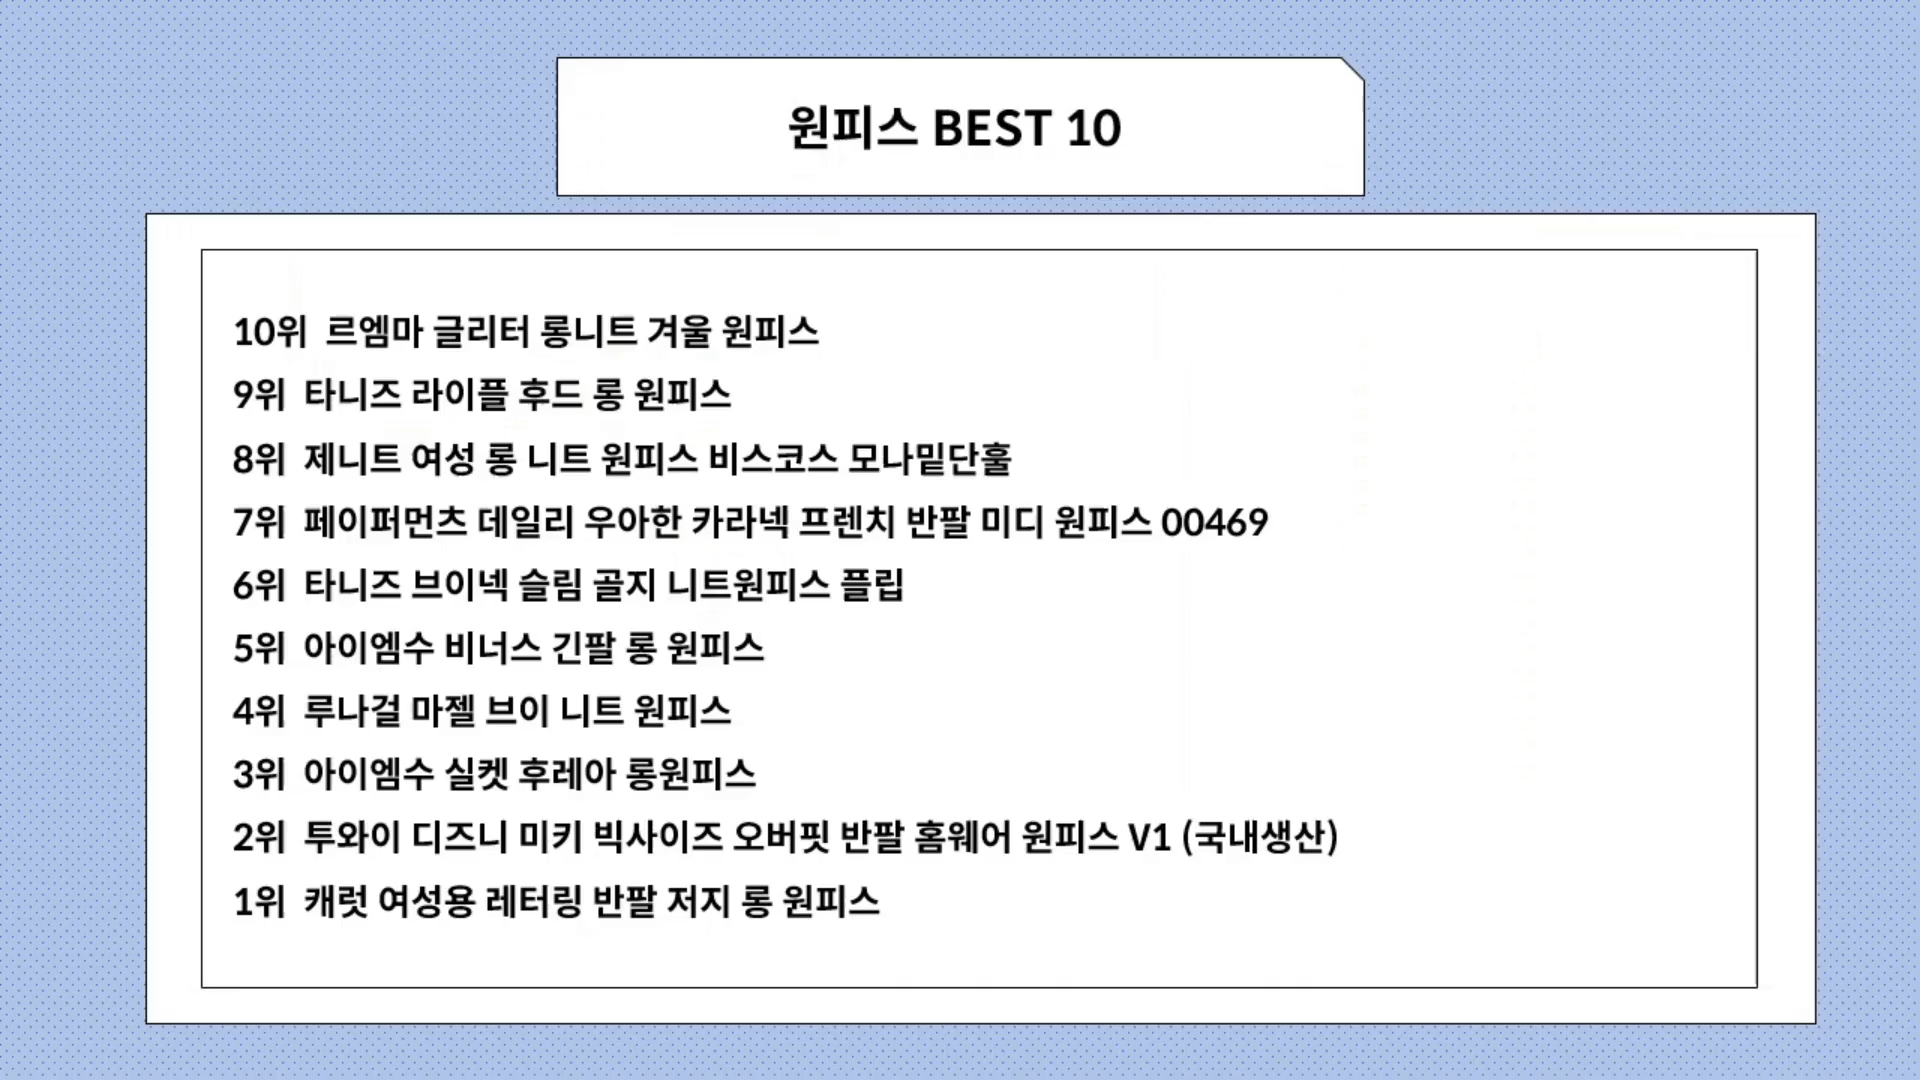 원피스 BEST 10
10위 르엠마 글리터 롱니트 겨울 원피스
9위 타니즈 라이플 후드 롱 원피스
8위 제니트 여성 롱 니트 원피스 비스코스 모나밑단훌
7위 페이퍼먼츠 데일리 우아한 카라넥 프렌치 반팔 미디 원피스 00469
6위 타니즈 브이넥 슬림 골지 니트원피스 플립
5위 아이엠수 비너스 긴팔 롱 원피스
4위 루나걸 마젤 브이 니트 원피스
3위 아이엠수 실켓 후레아 롱원피스
2위 투와이 디즈니 미키 빅사이즈 오버핏 반팔 홈웨어 원피스 V1 (국내생산)
1위 캐럿 여성용 레터링 반팔 저지 롱 원피스